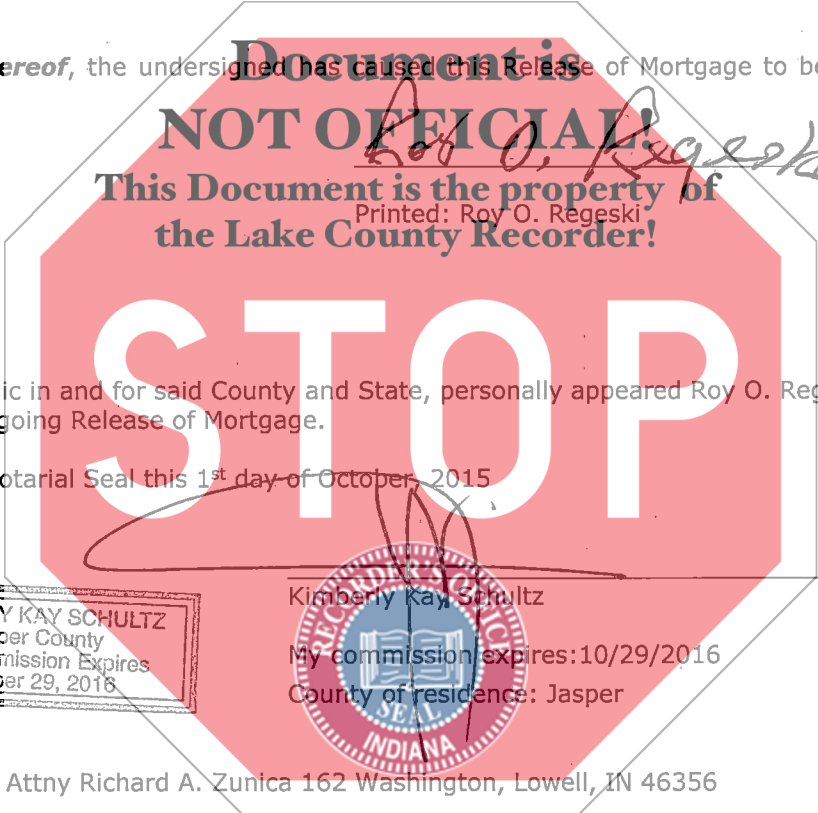 ereof, the undersigned has caused this Release of Mortgage to be
Document is
NOT OFFICIAL!
Roy O. Regeski
This Document is the property of
Printed: Roy O. Regeski
the Lake County Recorder!
STOP
ic in and for said County and State, personally appeared Roy O. Reg
going Release of Mortgage.
otarial Seal this 1st day of October, 2015
Kimberly Kay Schultz
Y KAY SCHULTZ
per County
mission Expires
er 29, 2016
My commission expires:10/29/2016
County of residence: Jasper
RECORDER'S OFFICE
SEAL
INDIANA
Attny Richard A. Zunica 162 Washington, Lowell, IN 46356